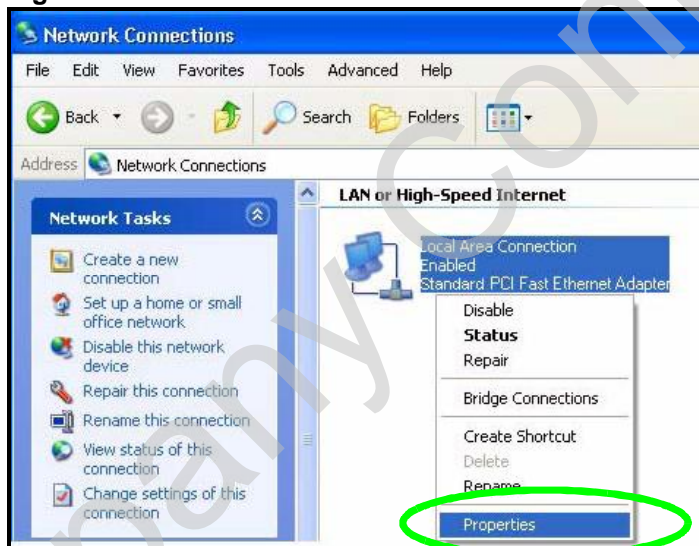 Network Connections
File Edit View Favorites Tools Advanced Help
Back Search Folders
Address Network Connections
Network Tasks
Create a new
connection
Set up a home or small
office network
Disable this network
device
Repair this connection
Rename this connection
View status of this
connection
Change settings of this
connection
LAN or High-Speed Internet
Local Area Connection
Enabled
Standard PCI Fast Ethernet Adapter
Disable
Status
Repair
Bridge Connections
Create Shortcut
Delete
Rename
Properties